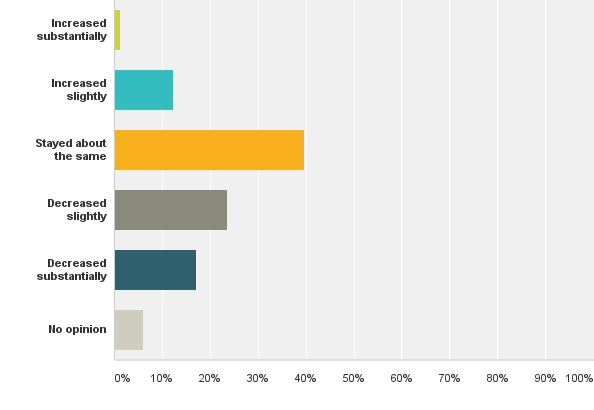 Increased
substantially
Increased
slightly
Stayed about
the same
Decreased
slightly
Decreased
substantially
No opinion
0% 10% 20% 30% 40% 50% 60% 70% 80% 90% 100%